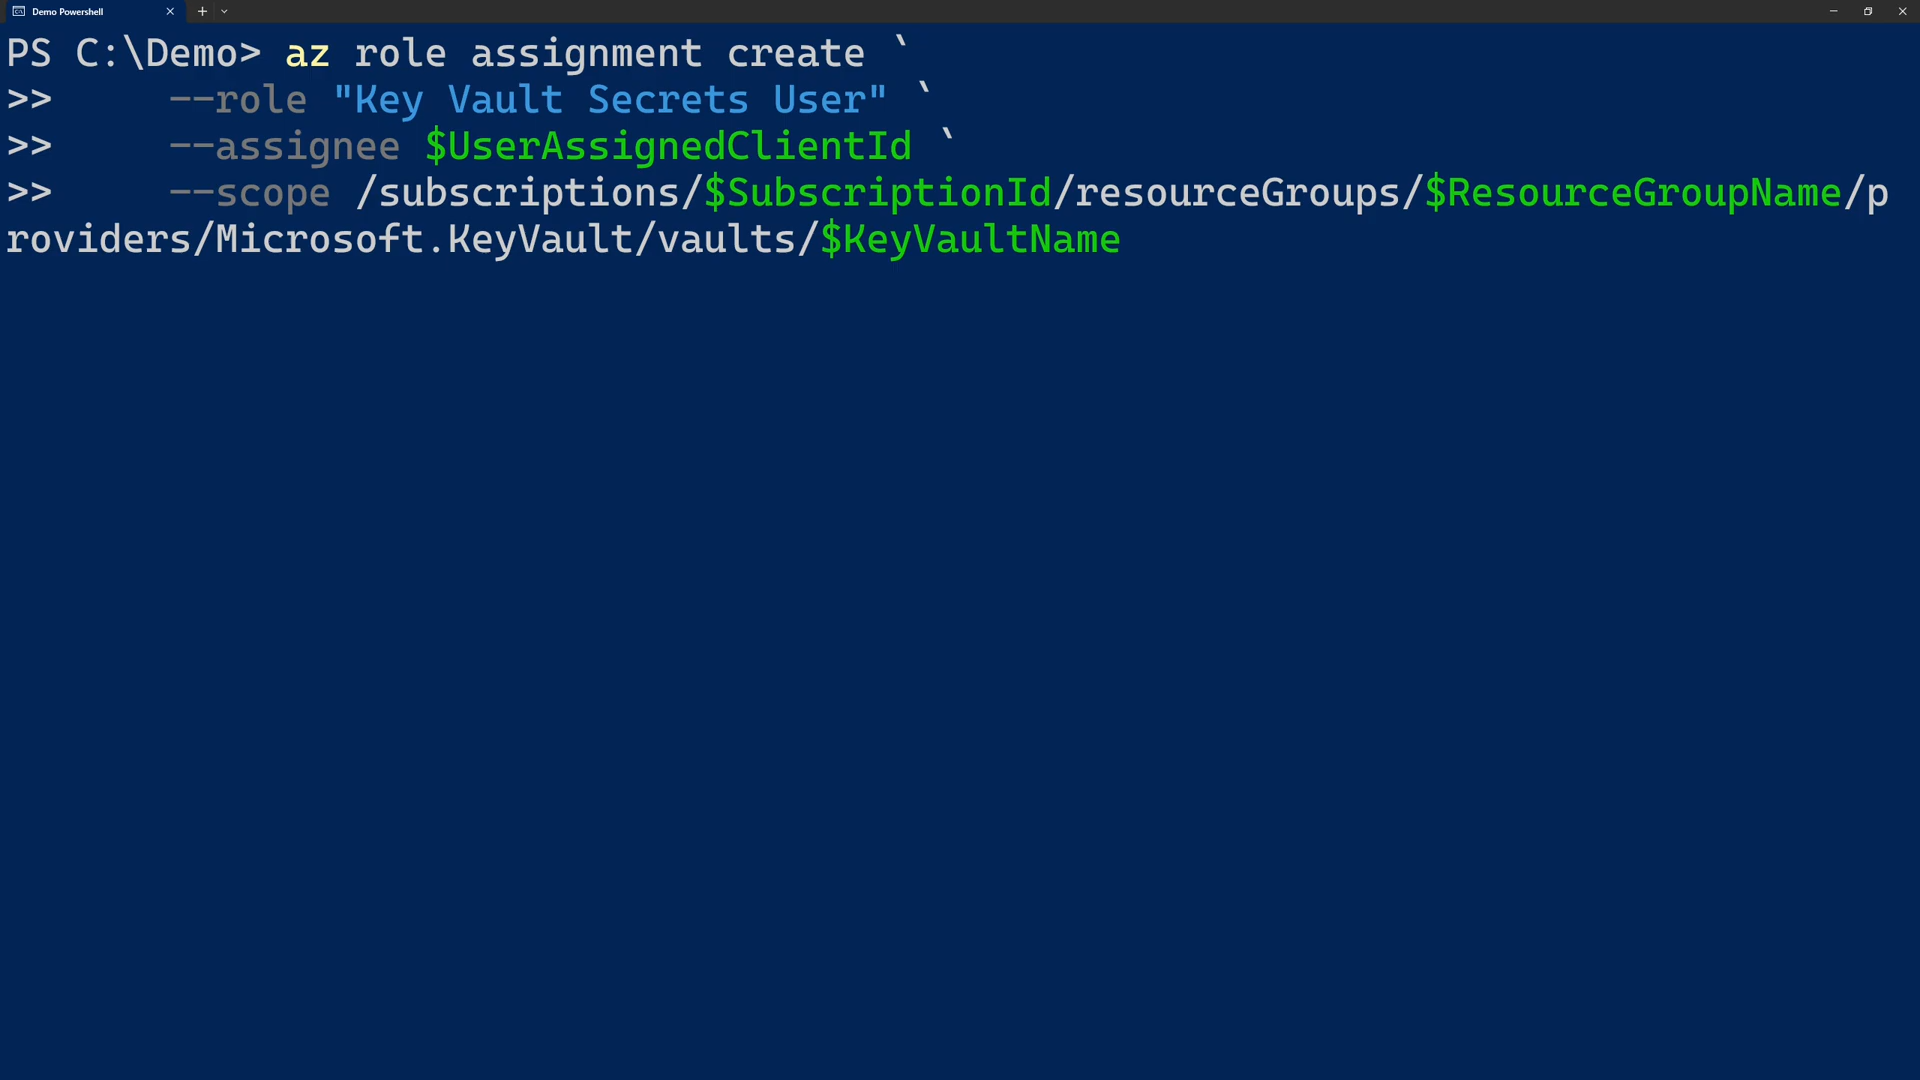 Demo Powershell
PS C:\Demo> az role assignment create `
>>     --role "Key Vault Secrets User" `
>>     --assignee $UserAssignedClientId `
>>     --scope /subscriptions/$SubscriptionId/resourceGroups/$ResourceGroupName/p
roviders/Microsoft.KeyVault/vaults/$KeyVaultName